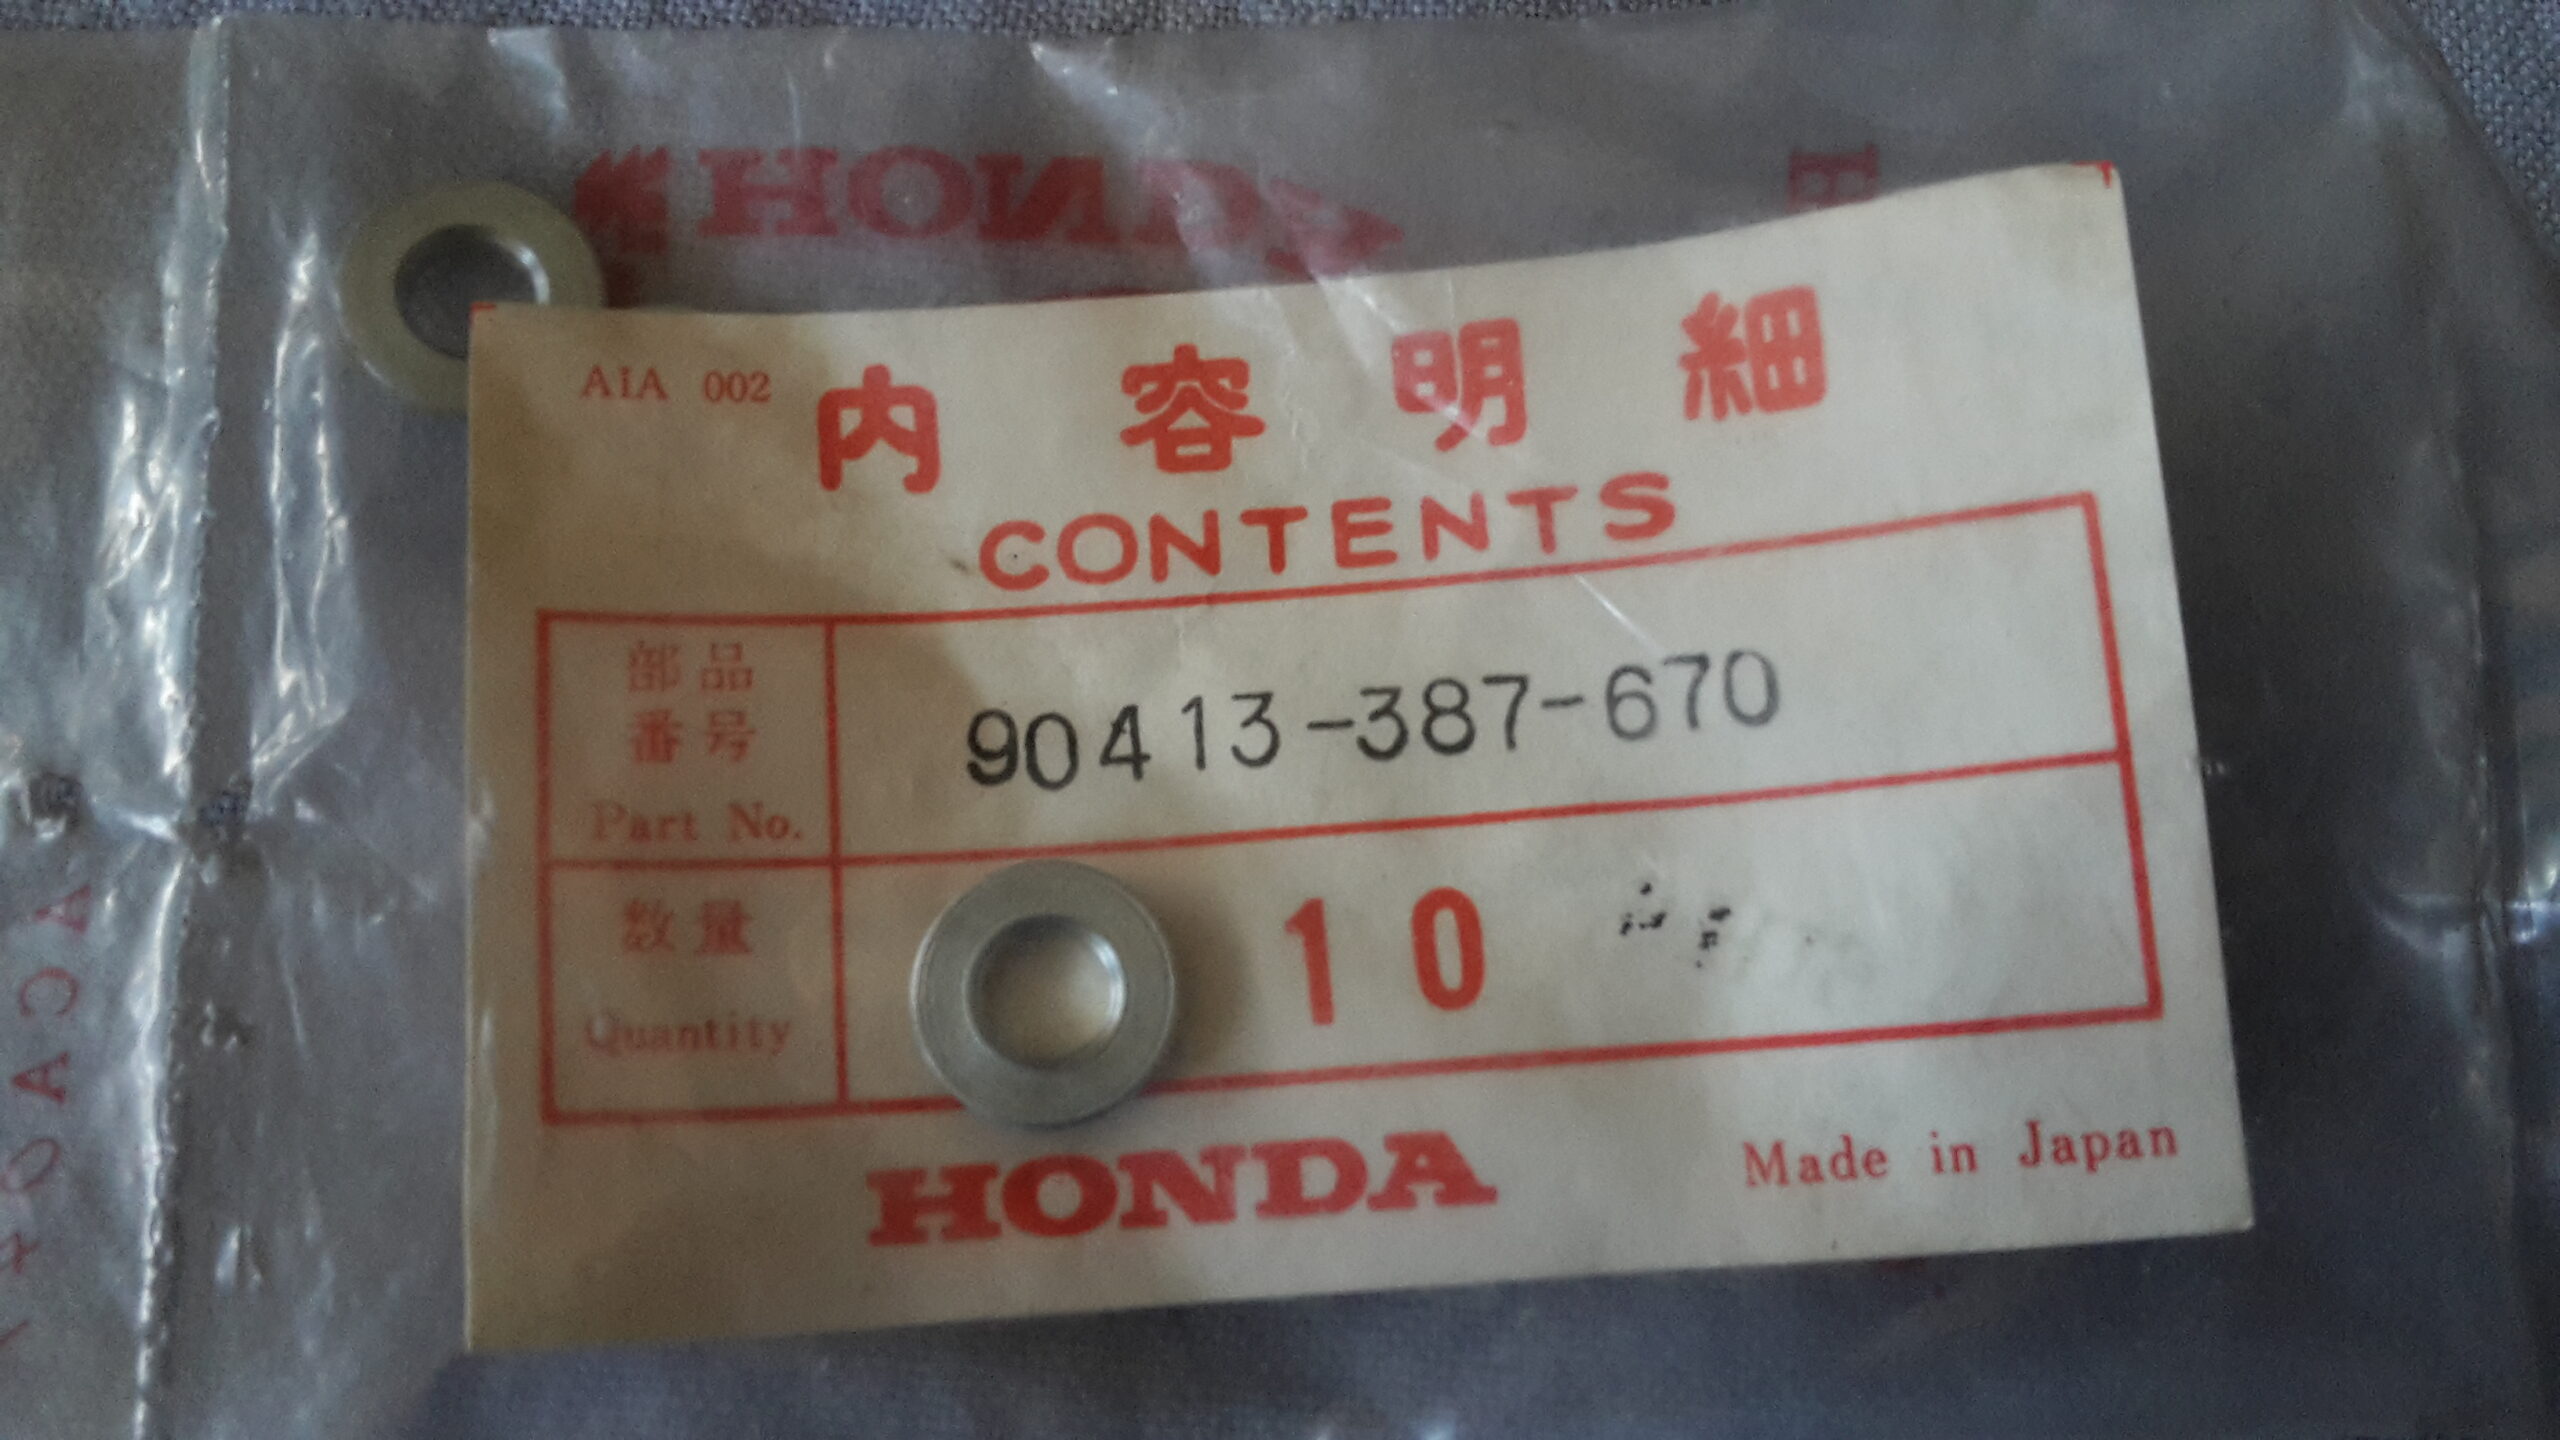 HONDA
AiA 002
内容明細
CONTENTS
部品
番号
Part No.
90413-387-670
数量
Quantity
10
HONDA
Made in Japan